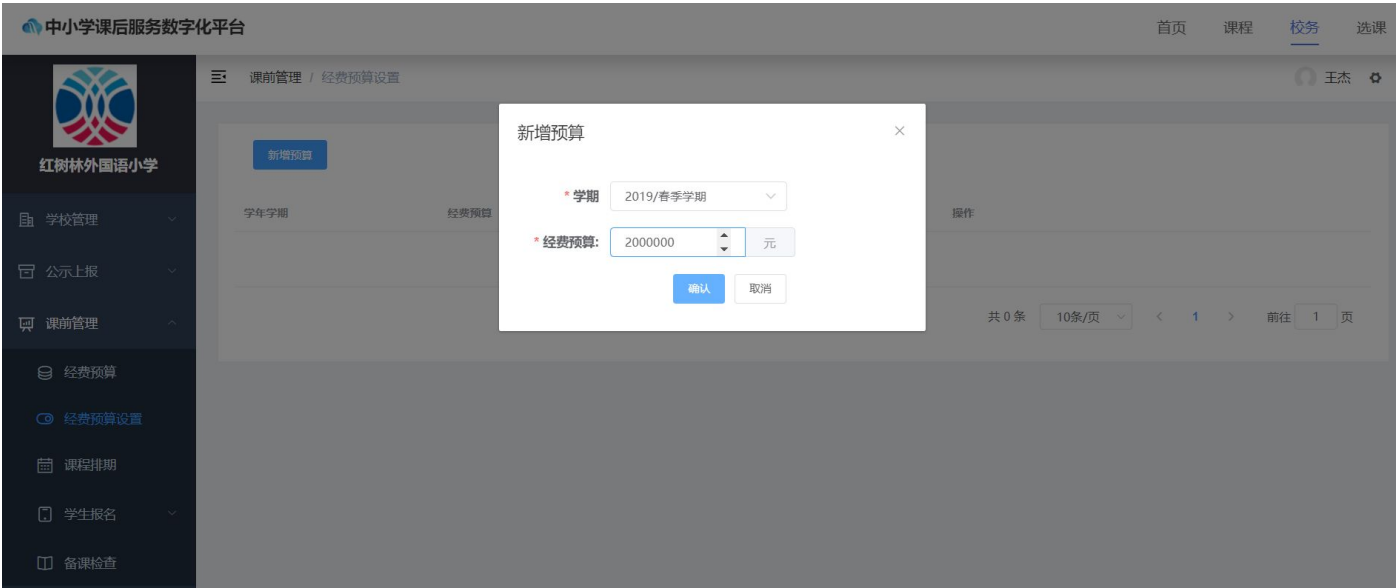 中小学课后服务数字化平台
首页 课程 校务 选课
红树林外国语小学
课前管理 / 经费预算设置
王杰
新增预算
学年学期 经费预算 操作
新增预算
* 学期 2019/春季学期
* 经费预算: 2000000 元
确认 取消
共 0 条 10条/页 < 1 > 前往 1 页
学校管理
公示上报
课前管理
经费预算
经费预算设置
课程排期
学生报名
备课检查